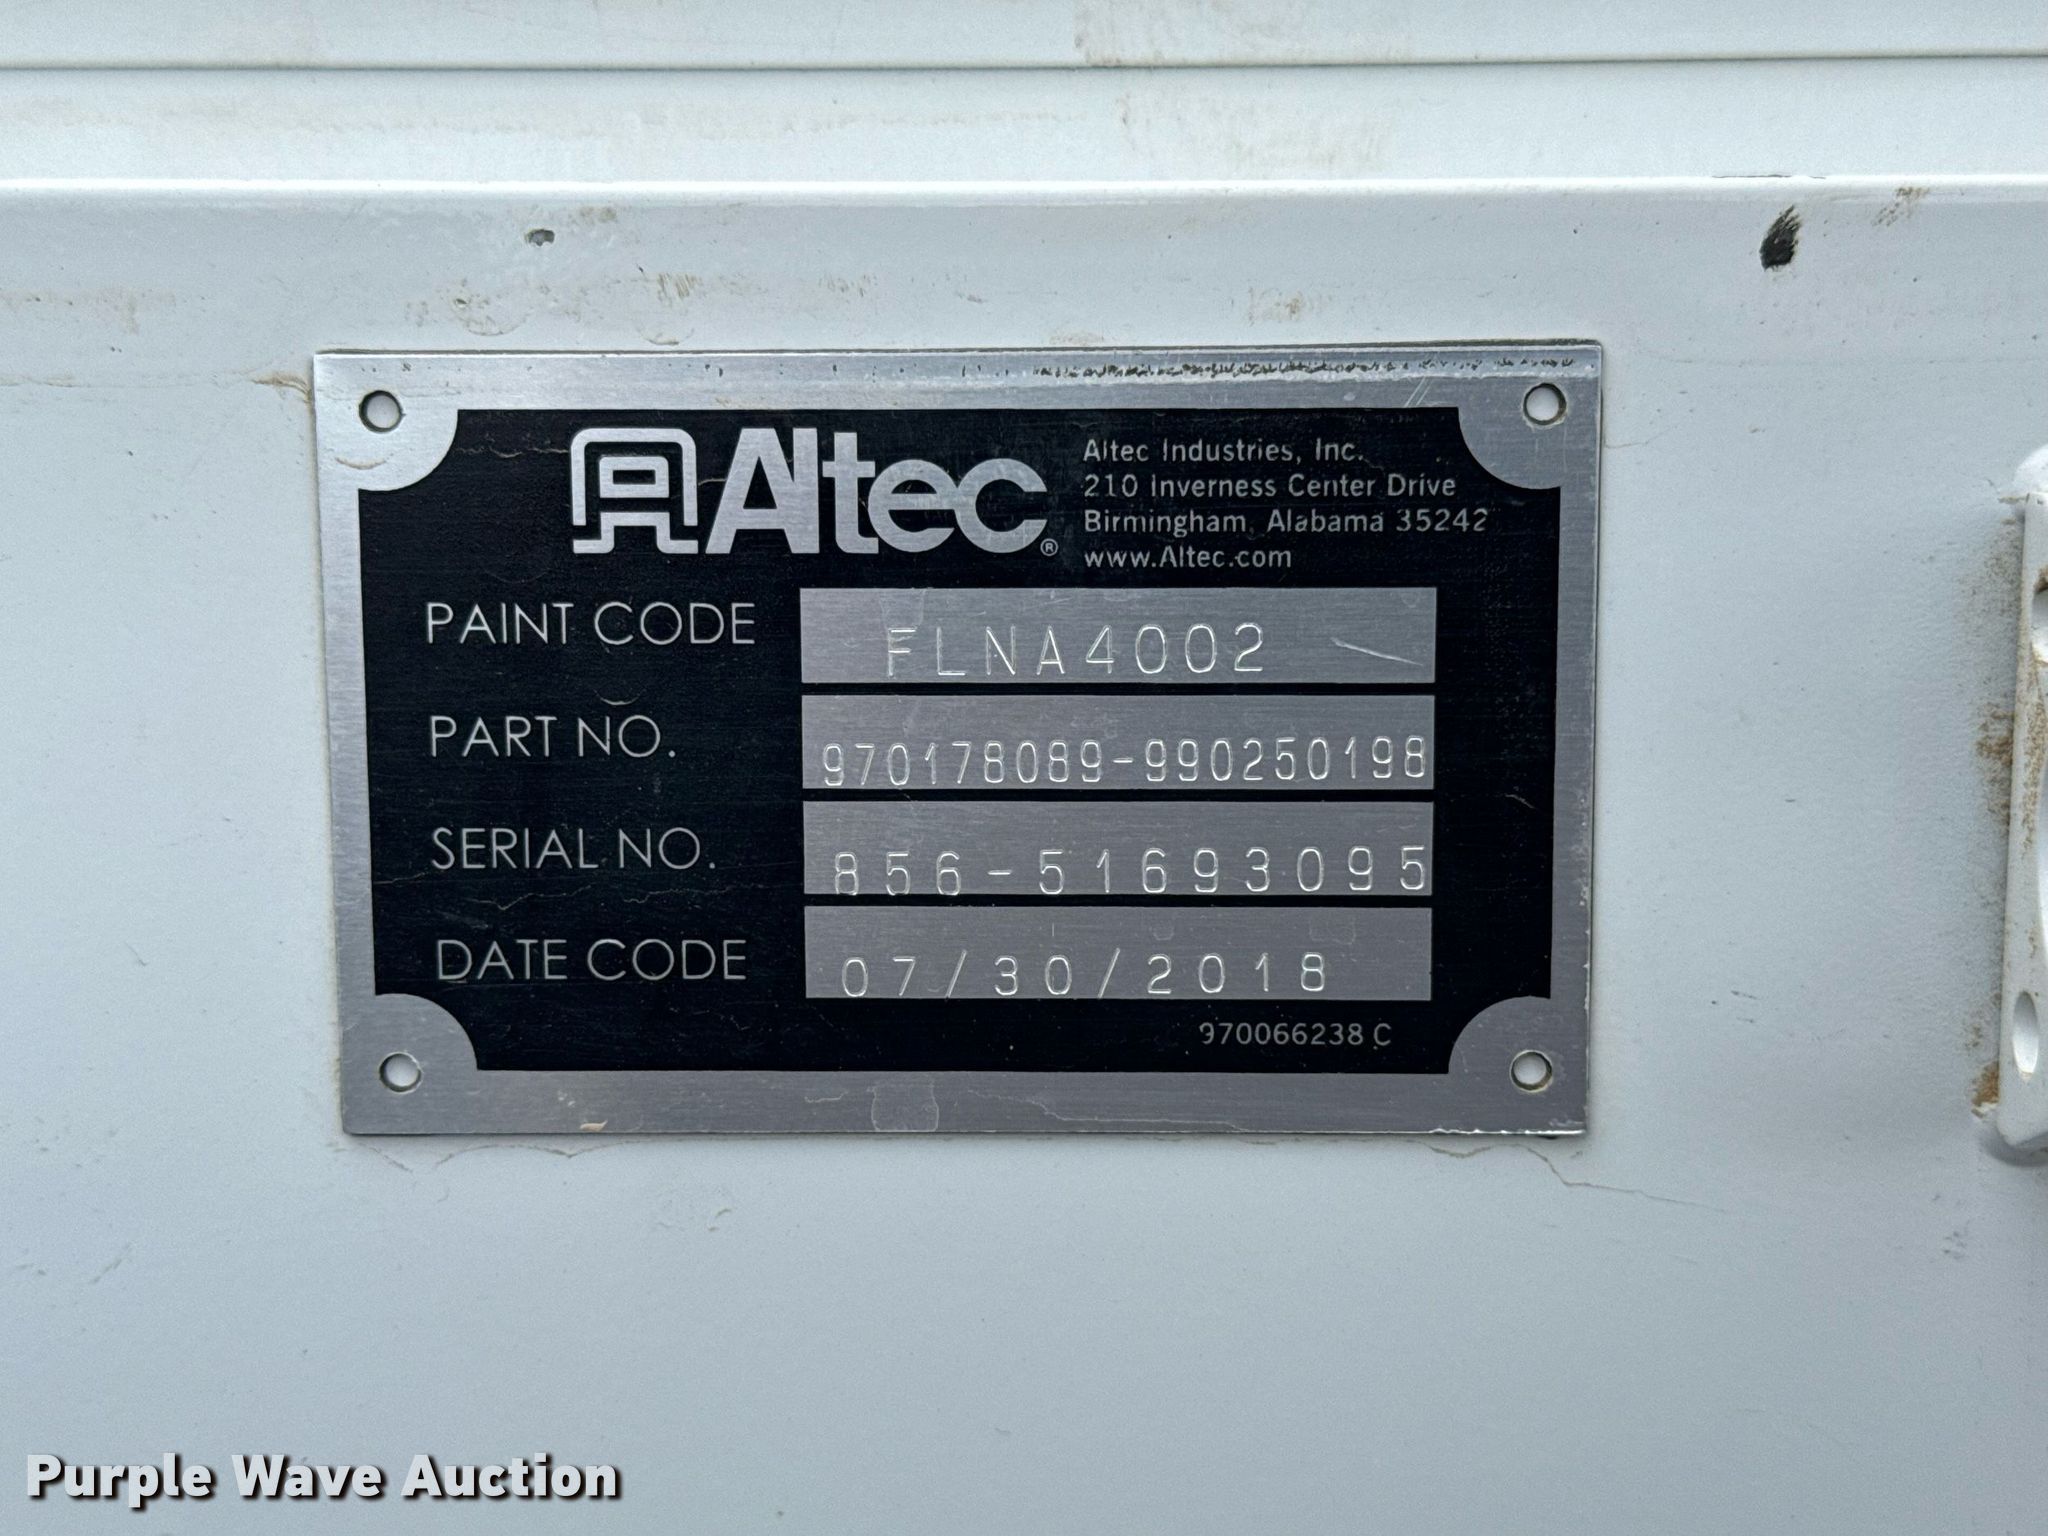 Altec®
Altec Industries, Inc.
210 Inverness Center Drive
Birmingham, Alabama 35242
www.Altec.com
PAINT CODE FLNA4002
PART NO. 970178089-990250198
SERIAL NO. 856-51693095
DATE CODE 07/30/2018
970066238 C
Purple Wave Auction